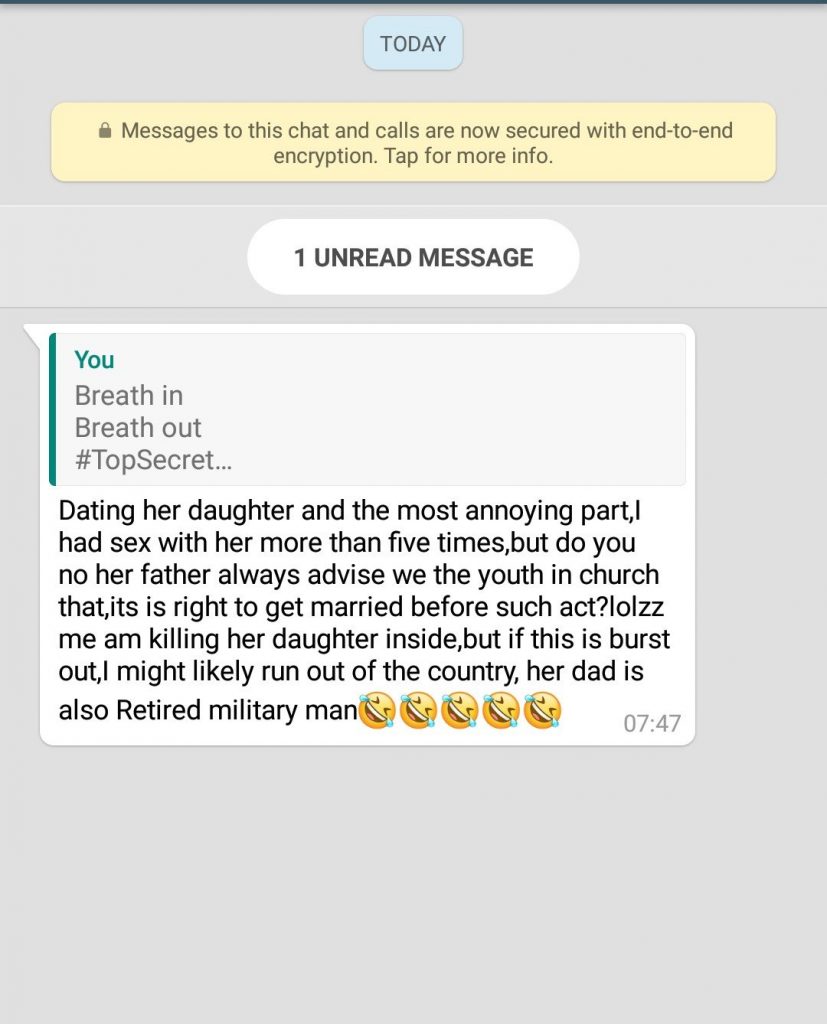 TODAY
Messages to this chat and calls are now secured with end-to-end
encryption. Tap for more info.
1 UNREAD MESSAGE
You
Breath in
Breath out
#TopSecret...
Dating her daughter and the most annoying part,I
had sex with her more than five times,but do you
no her father always advise we the youth in church
that,its is right to get married before such act?lolzz
me am killing her daughter inside,but if this is burst
out,I might likely run out of the country, her dad is
also Retired military man🤣🤣🤣🤣🤣
07:47